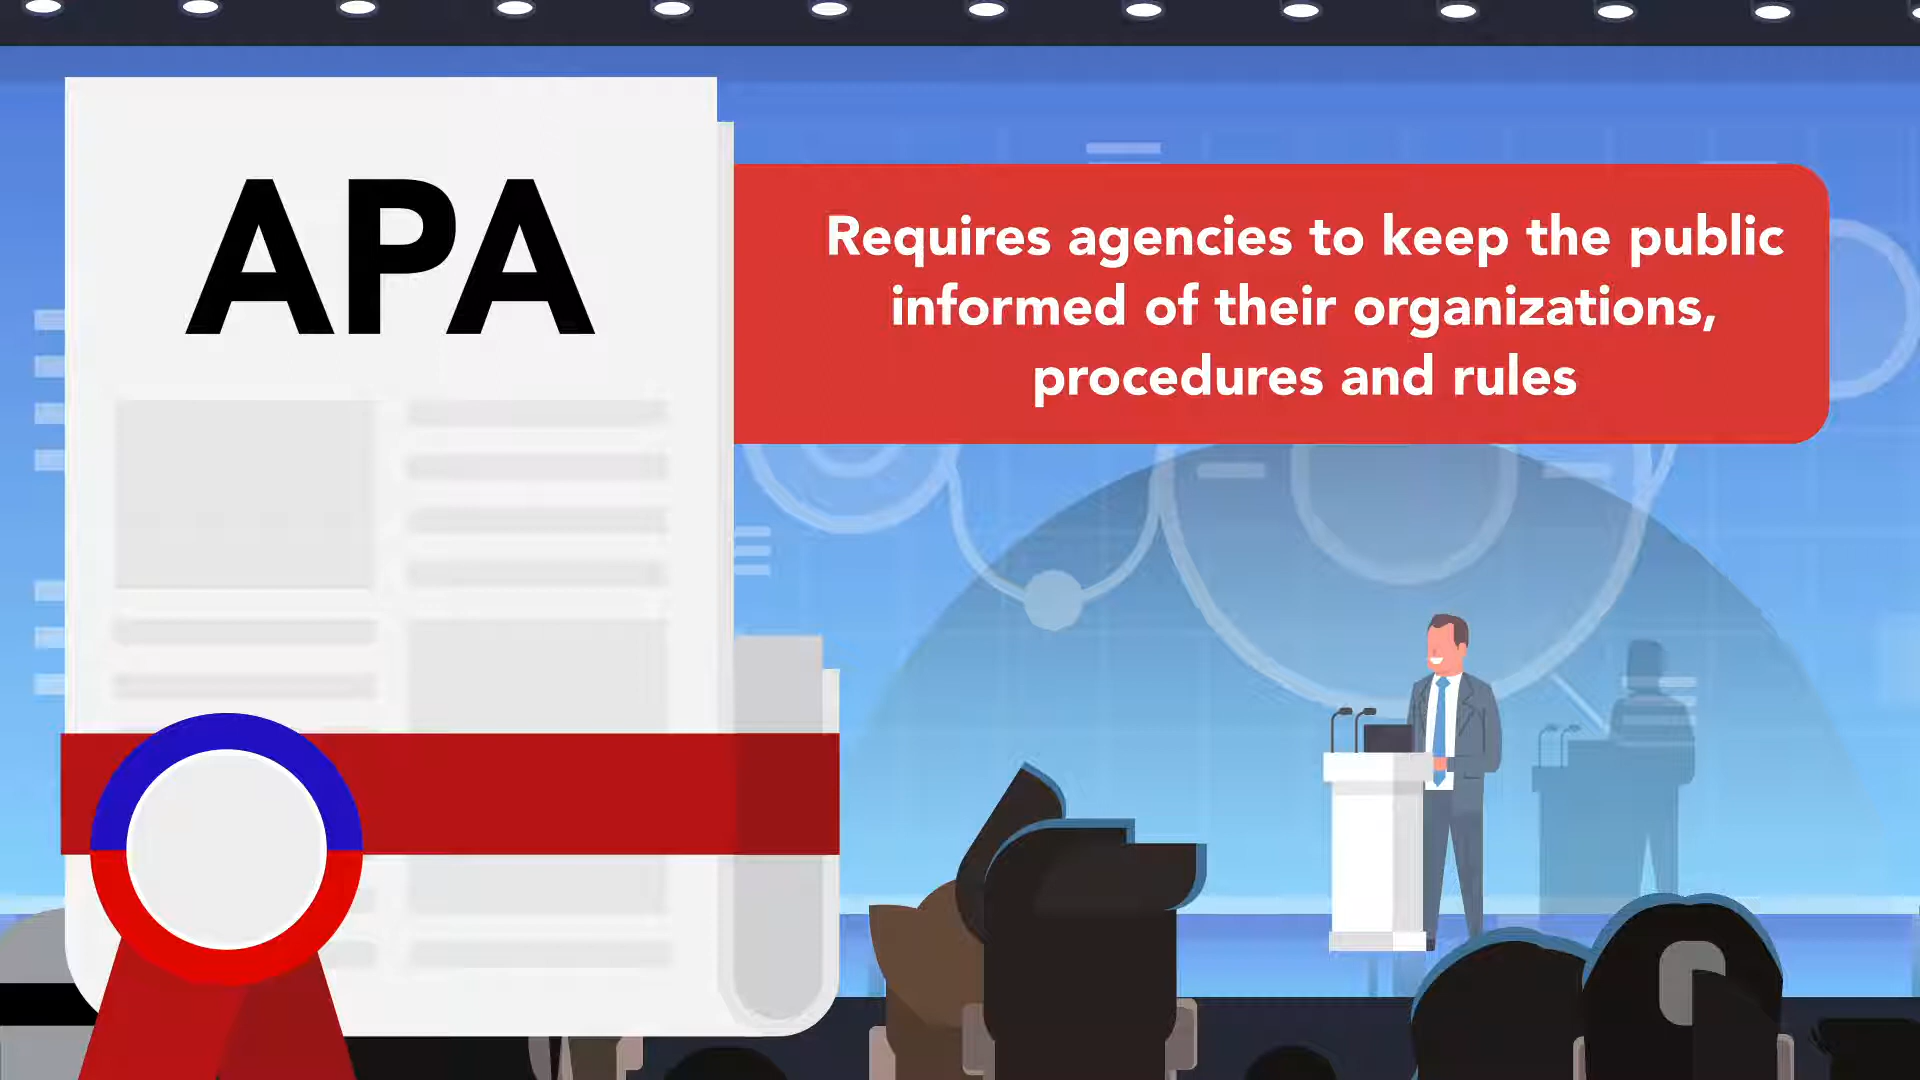 APA
Requires agencies to keep the public
informed of their organizations,
procedures and rules